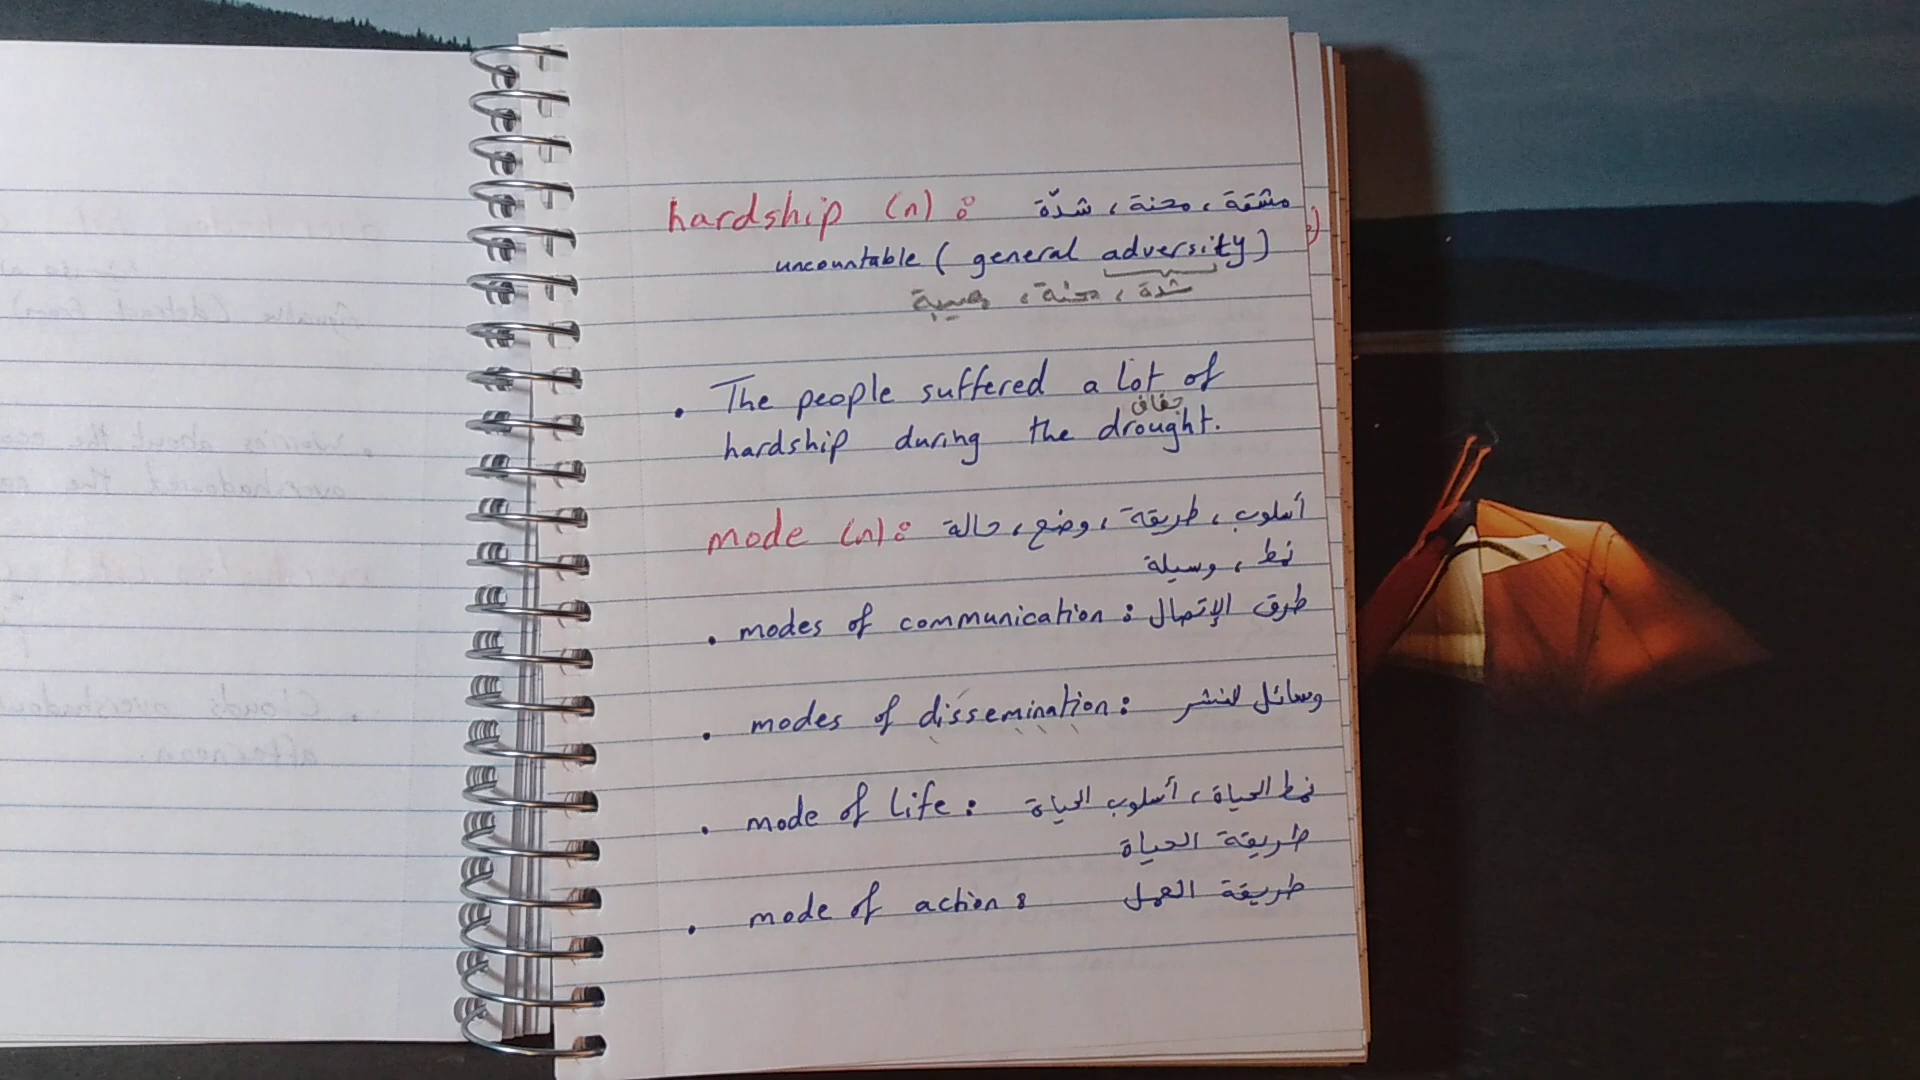 hardship (n): مشقة، محنة، شدّة
uncountable (general adversity)
شدة، محنة، مصيبة
• The people suffered a lot of
جفاف
hardship during the drought.
mode (n): أسلوب، طريقة، وضع، حالة
نمط، وسيلة
• modes of communication: طرق الإتصال
• modes of dissemination: وسائل لنشر
• mode of life: نمط الحياة، أسلوب الحياة
طريقة الحياة
• mode of action: طريقة العمل